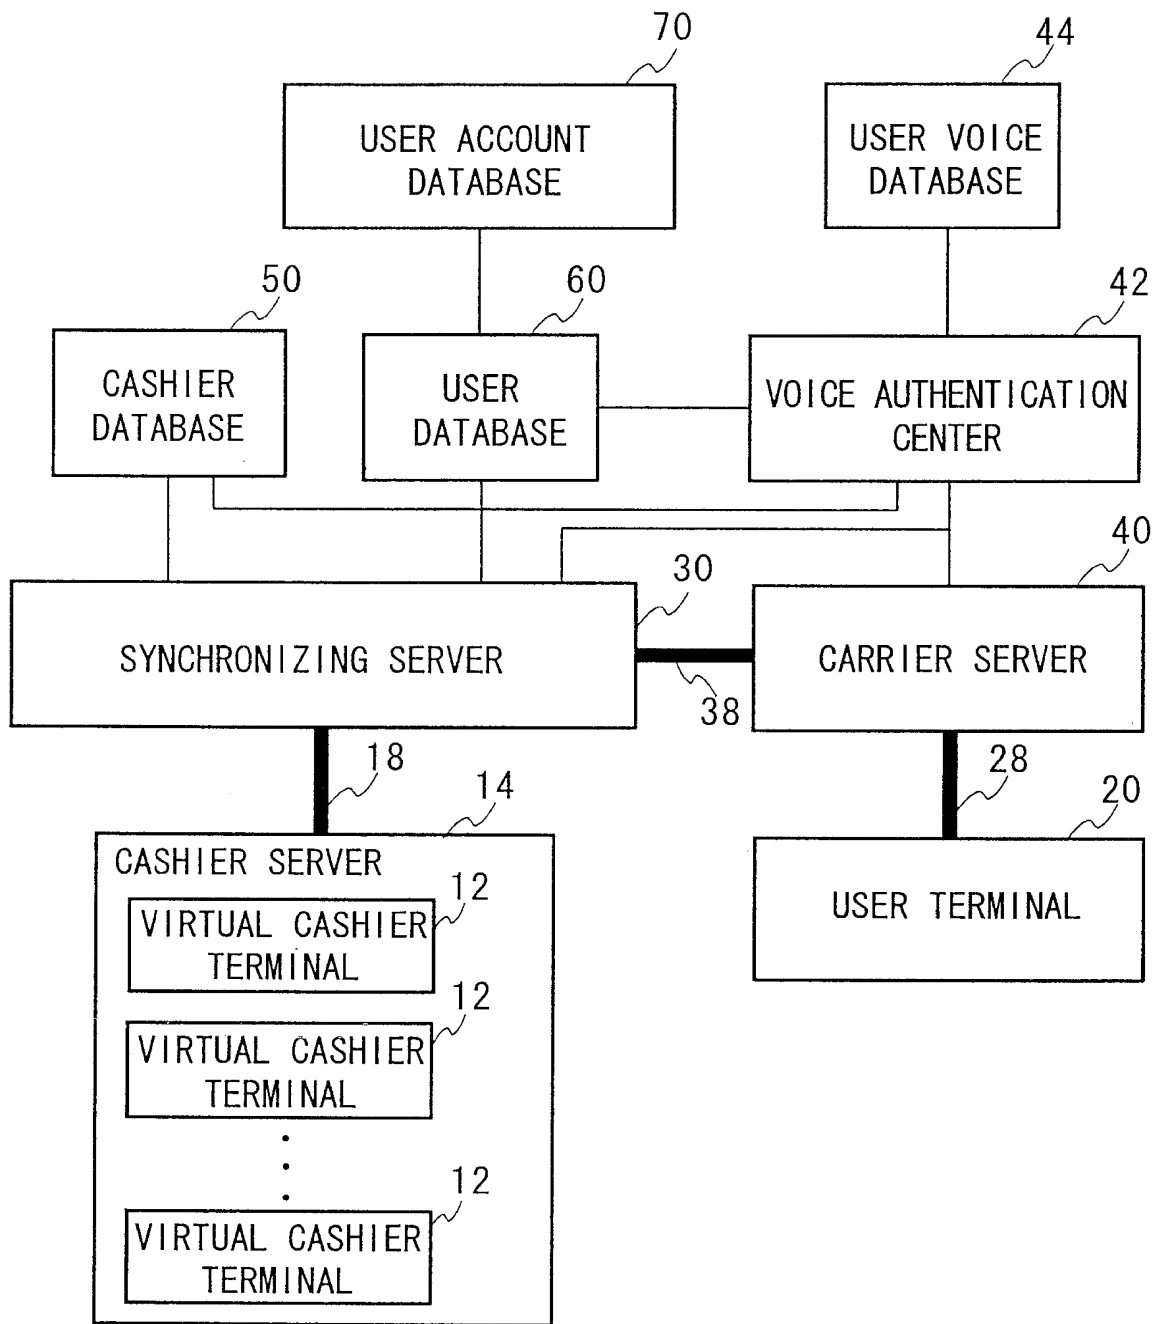 70
44
USER ACCOUNT
DATABASE
USER VOICE
DATABASE
50
60
42
CASHIER
DATABASE
USER
DATABASE
VOICE AUTHENTICATION
CENTER
30
40
SYNCHRONIZING SERVER
CARRIER SERVER
38
18
28
14
20
CASHIER SERVER
USER TERMINAL
12
VIRTUAL CASHIER
TERMINAL
12
VIRTUAL CASHIER
TERMINAL
12
VIRTUAL CASHIER
TERMINAL